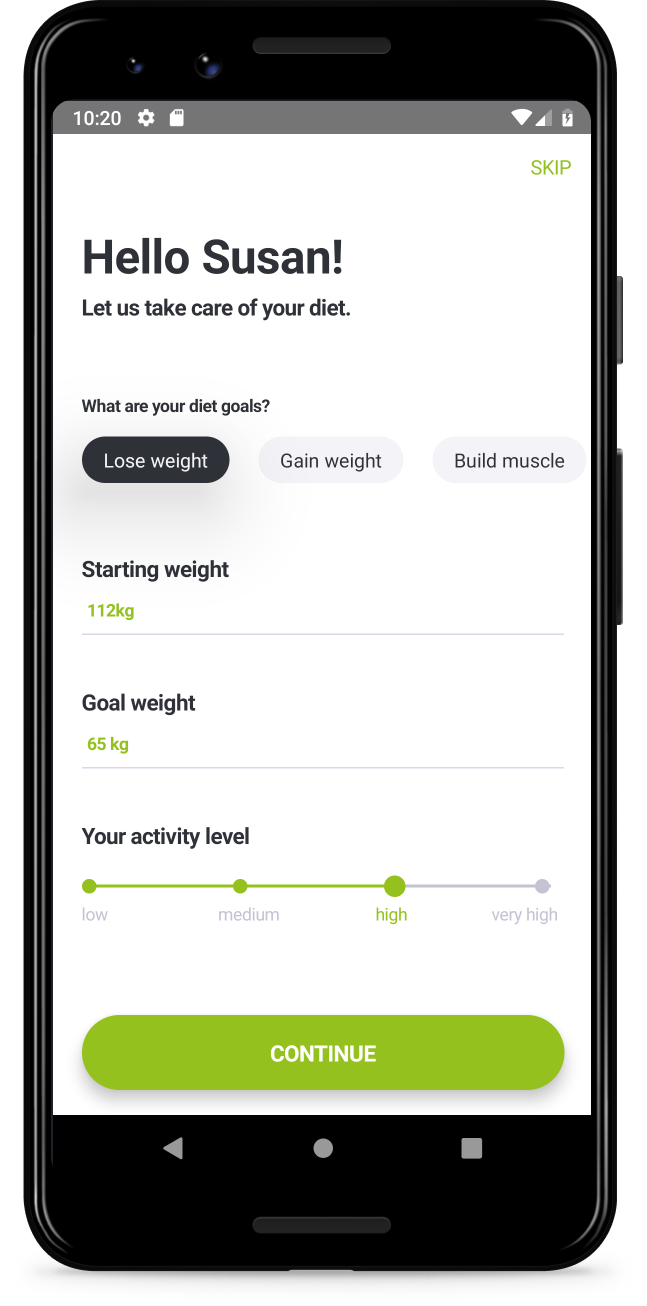 10:20
SKIP
Hello Susan!
Let us take care of your diet.
What are your diet goals?
Lose weight Gain weight Build muscle
Starting weight
112kg
Goal weight
65 kg
Your activity level
low medium high very high
CONTINUE